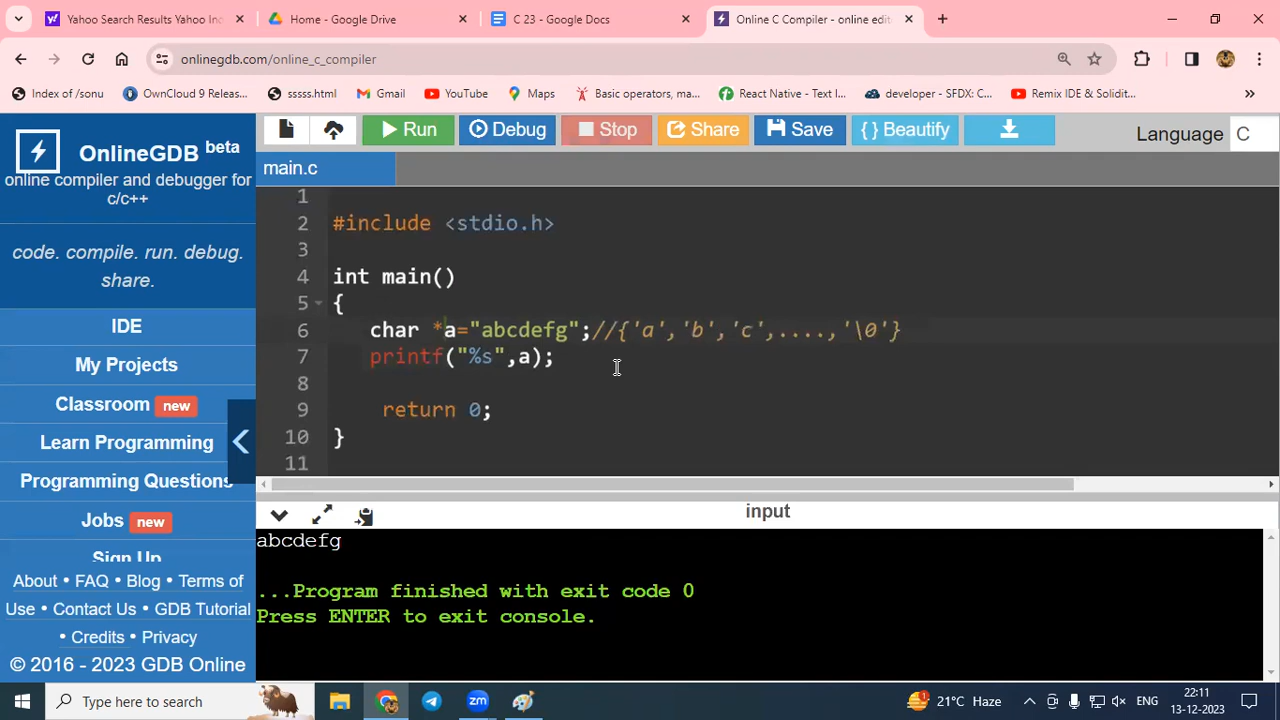 Yahoo Search Results Yahoo Inc
Home - Google Drive
C 23 - Google Docs
Online C Compiler - online edit
onlinegdb.com/online_c_compiler
Index of /sonu
OwnCloud 9 Releas...
sssss.html
Gmail
YouTube
Maps
Basic operators, ma...
React Native - Text I...
developer - SFDX: C...
Remix IDE & Solidit...
»
OnlineGDB beta
online compiler and debugger for
c/c++
code. compile. run. debug.
share.
IDE
My Projects
Classroom new
Learn Programming
Programming Questions
Jobs new
Sign Up
About • FAQ • Blog • Terms of
Use • Contact Us • GDB Tutorial
• Credits • Privacy
© 2016 - 2023 GDB Online
Run
Debug
Stop
Share
Save
{ } Beautify
Language C
main.c
1
2 #include <stdio.h>
3
4 int main()
5 {
6 char *a="abcdefg";//{'a','b','c',....,'\0'}
7 printf("%s",a);
8
9 return 0;
10 }
11
input
abcdefg
...Program finished with exit code 0
Press ENTER to exit console.
Type here to search
1
21°C Haze
ENG
22:11
13-12-2023